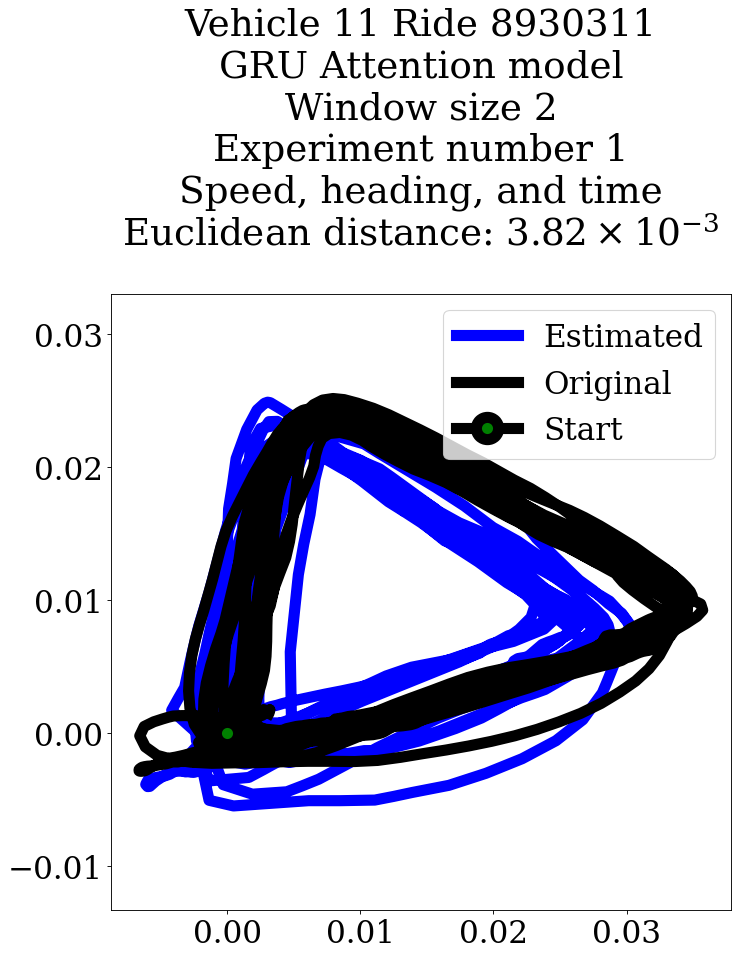 Vehicle 11 Ride 8930311
GRU Attention model
Window size 2
Experiment number 1
Speed, heading, and time
Euclidean distance: 3.82 × 10⁻³
Estimated
Original
Start
0.03
0.02
0.01
0.00
−0.01
0.00 0.01 0.02 0.03